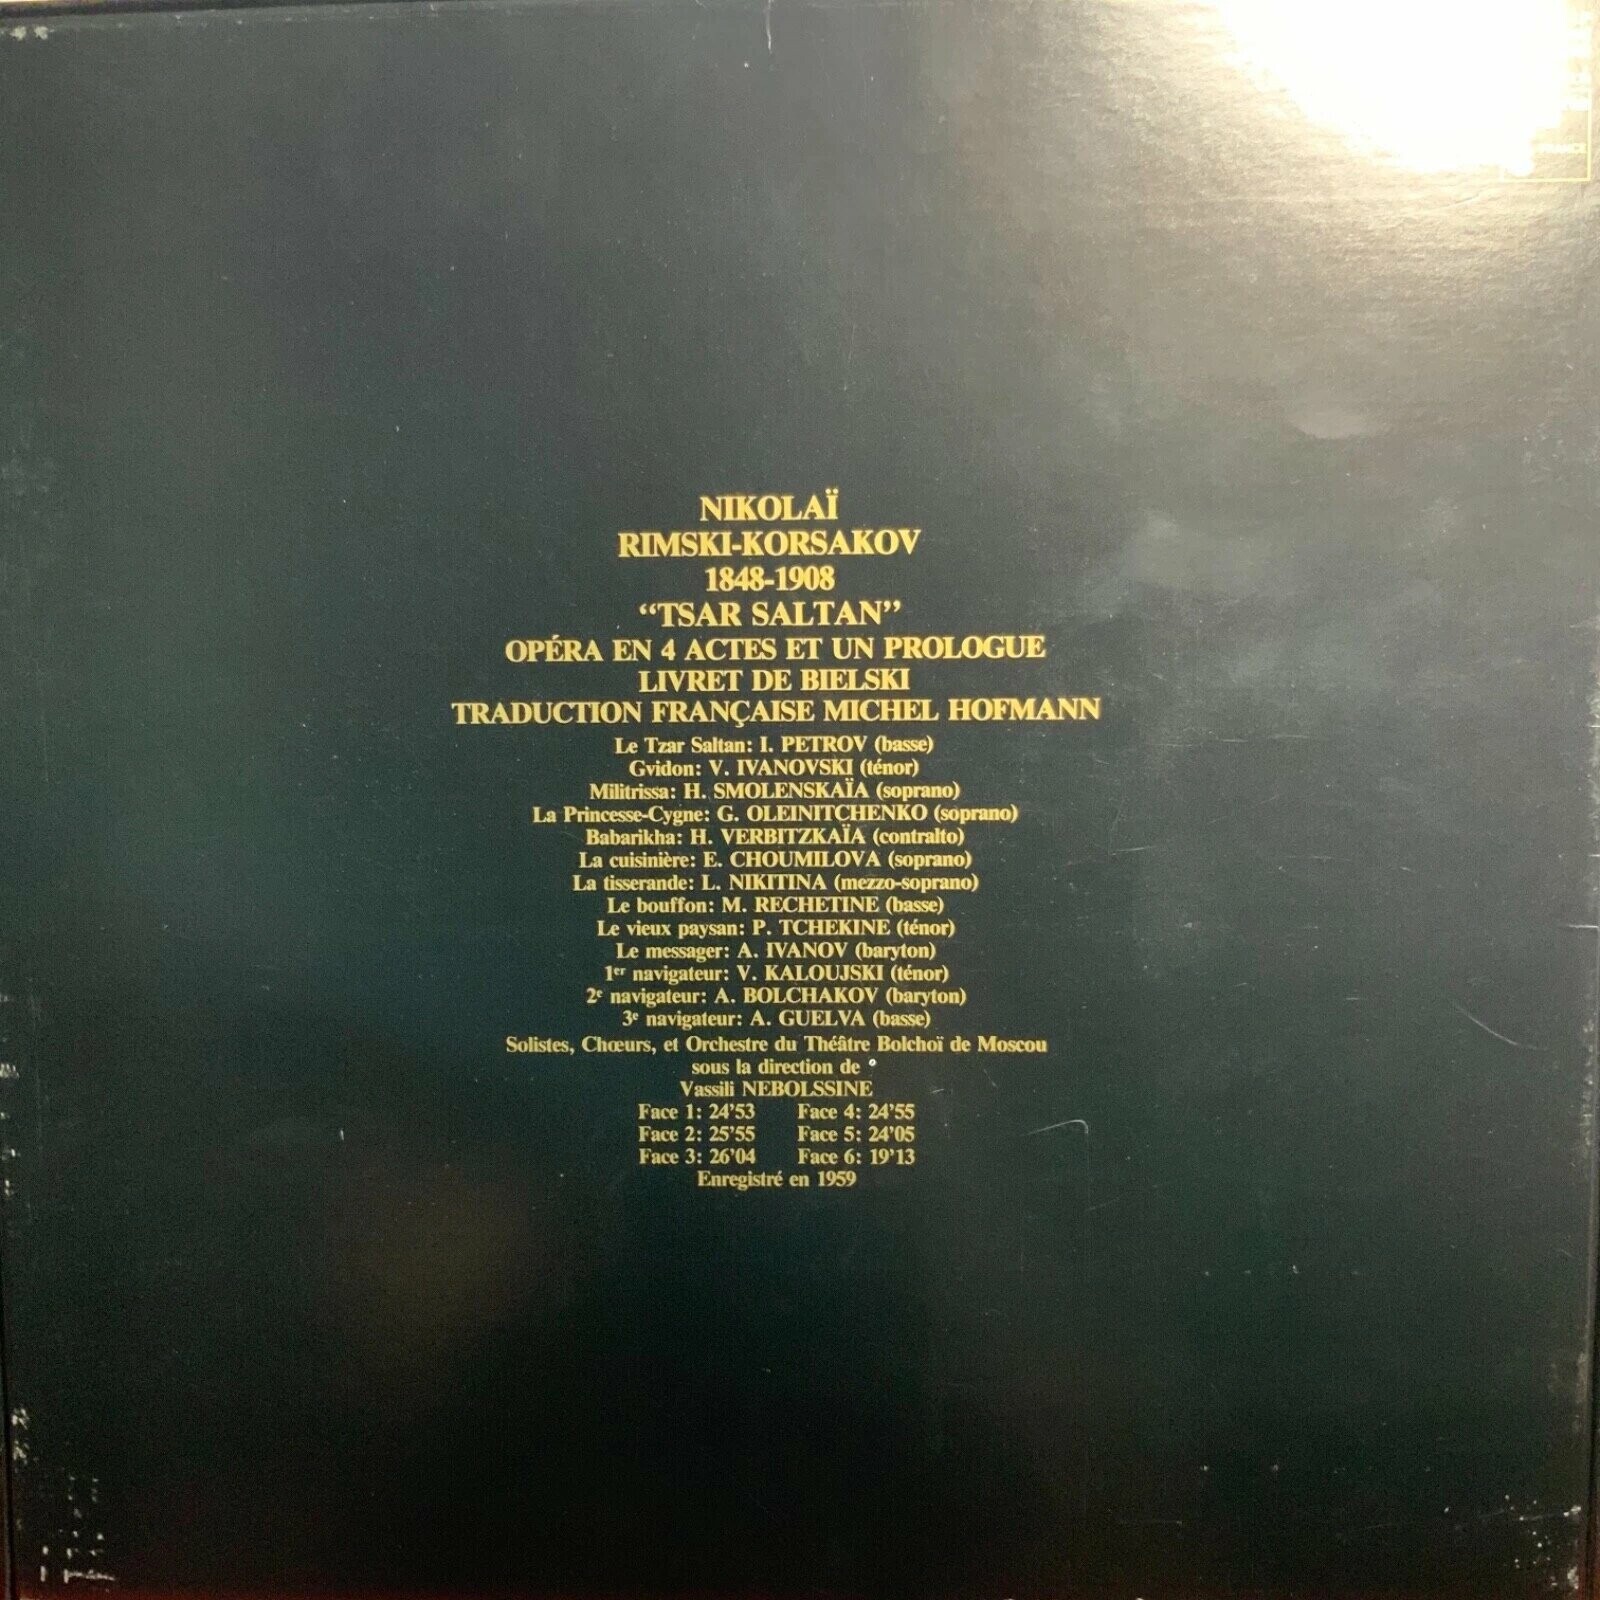 FRANCE
NIKOLAÏ
RIMSKI-KORSAKOV
1848-1908
“TSAR SALTAN”
OPÉRA EN 4 ACTES ET UN PROLOGUE
LIVRET DE BIELSKI
TRADUCTION FRANÇAISE MICHEL HOFMANN
Le Tzar Saltan: I. PETROV (basse)
Gvidon: V. IVANOVSKI (ténor)
Militrissa: H. SMOLENSKAÏA (soprano)
La Princesse-Cygne: G. OLEINITCHENKO (soprano)
Babarikha: H. VERBITZKAÏA (contralto)
La cuisinière: E. CHOUMILOVA (soprano)
La tisserande: L. NIKITINA (mezzo-soprano)
Le bouffon: M. RECHETINE (basse)
Le vieux paysan: P. TCHEKINE (ténor)
Le messager: A. IVANOV (baryton)
1er navigateur: V. KALOUJSKI (ténor)
2e navigateur: A. BOLCHAKOV (baryton)
3e navigateur: A. GUELVA (basse)
Solistes, Chœurs, et Orchestre du Théâtre Bolchoï de Moscou
sous la direction de
Vassili NEBOLSSINE
Face 1: 24’53 Face 4: 24’55
Face 2: 25’55 Face 5: 24’05
Face 3: 26’04 Face 6: 19’13
Enregistré en 1959